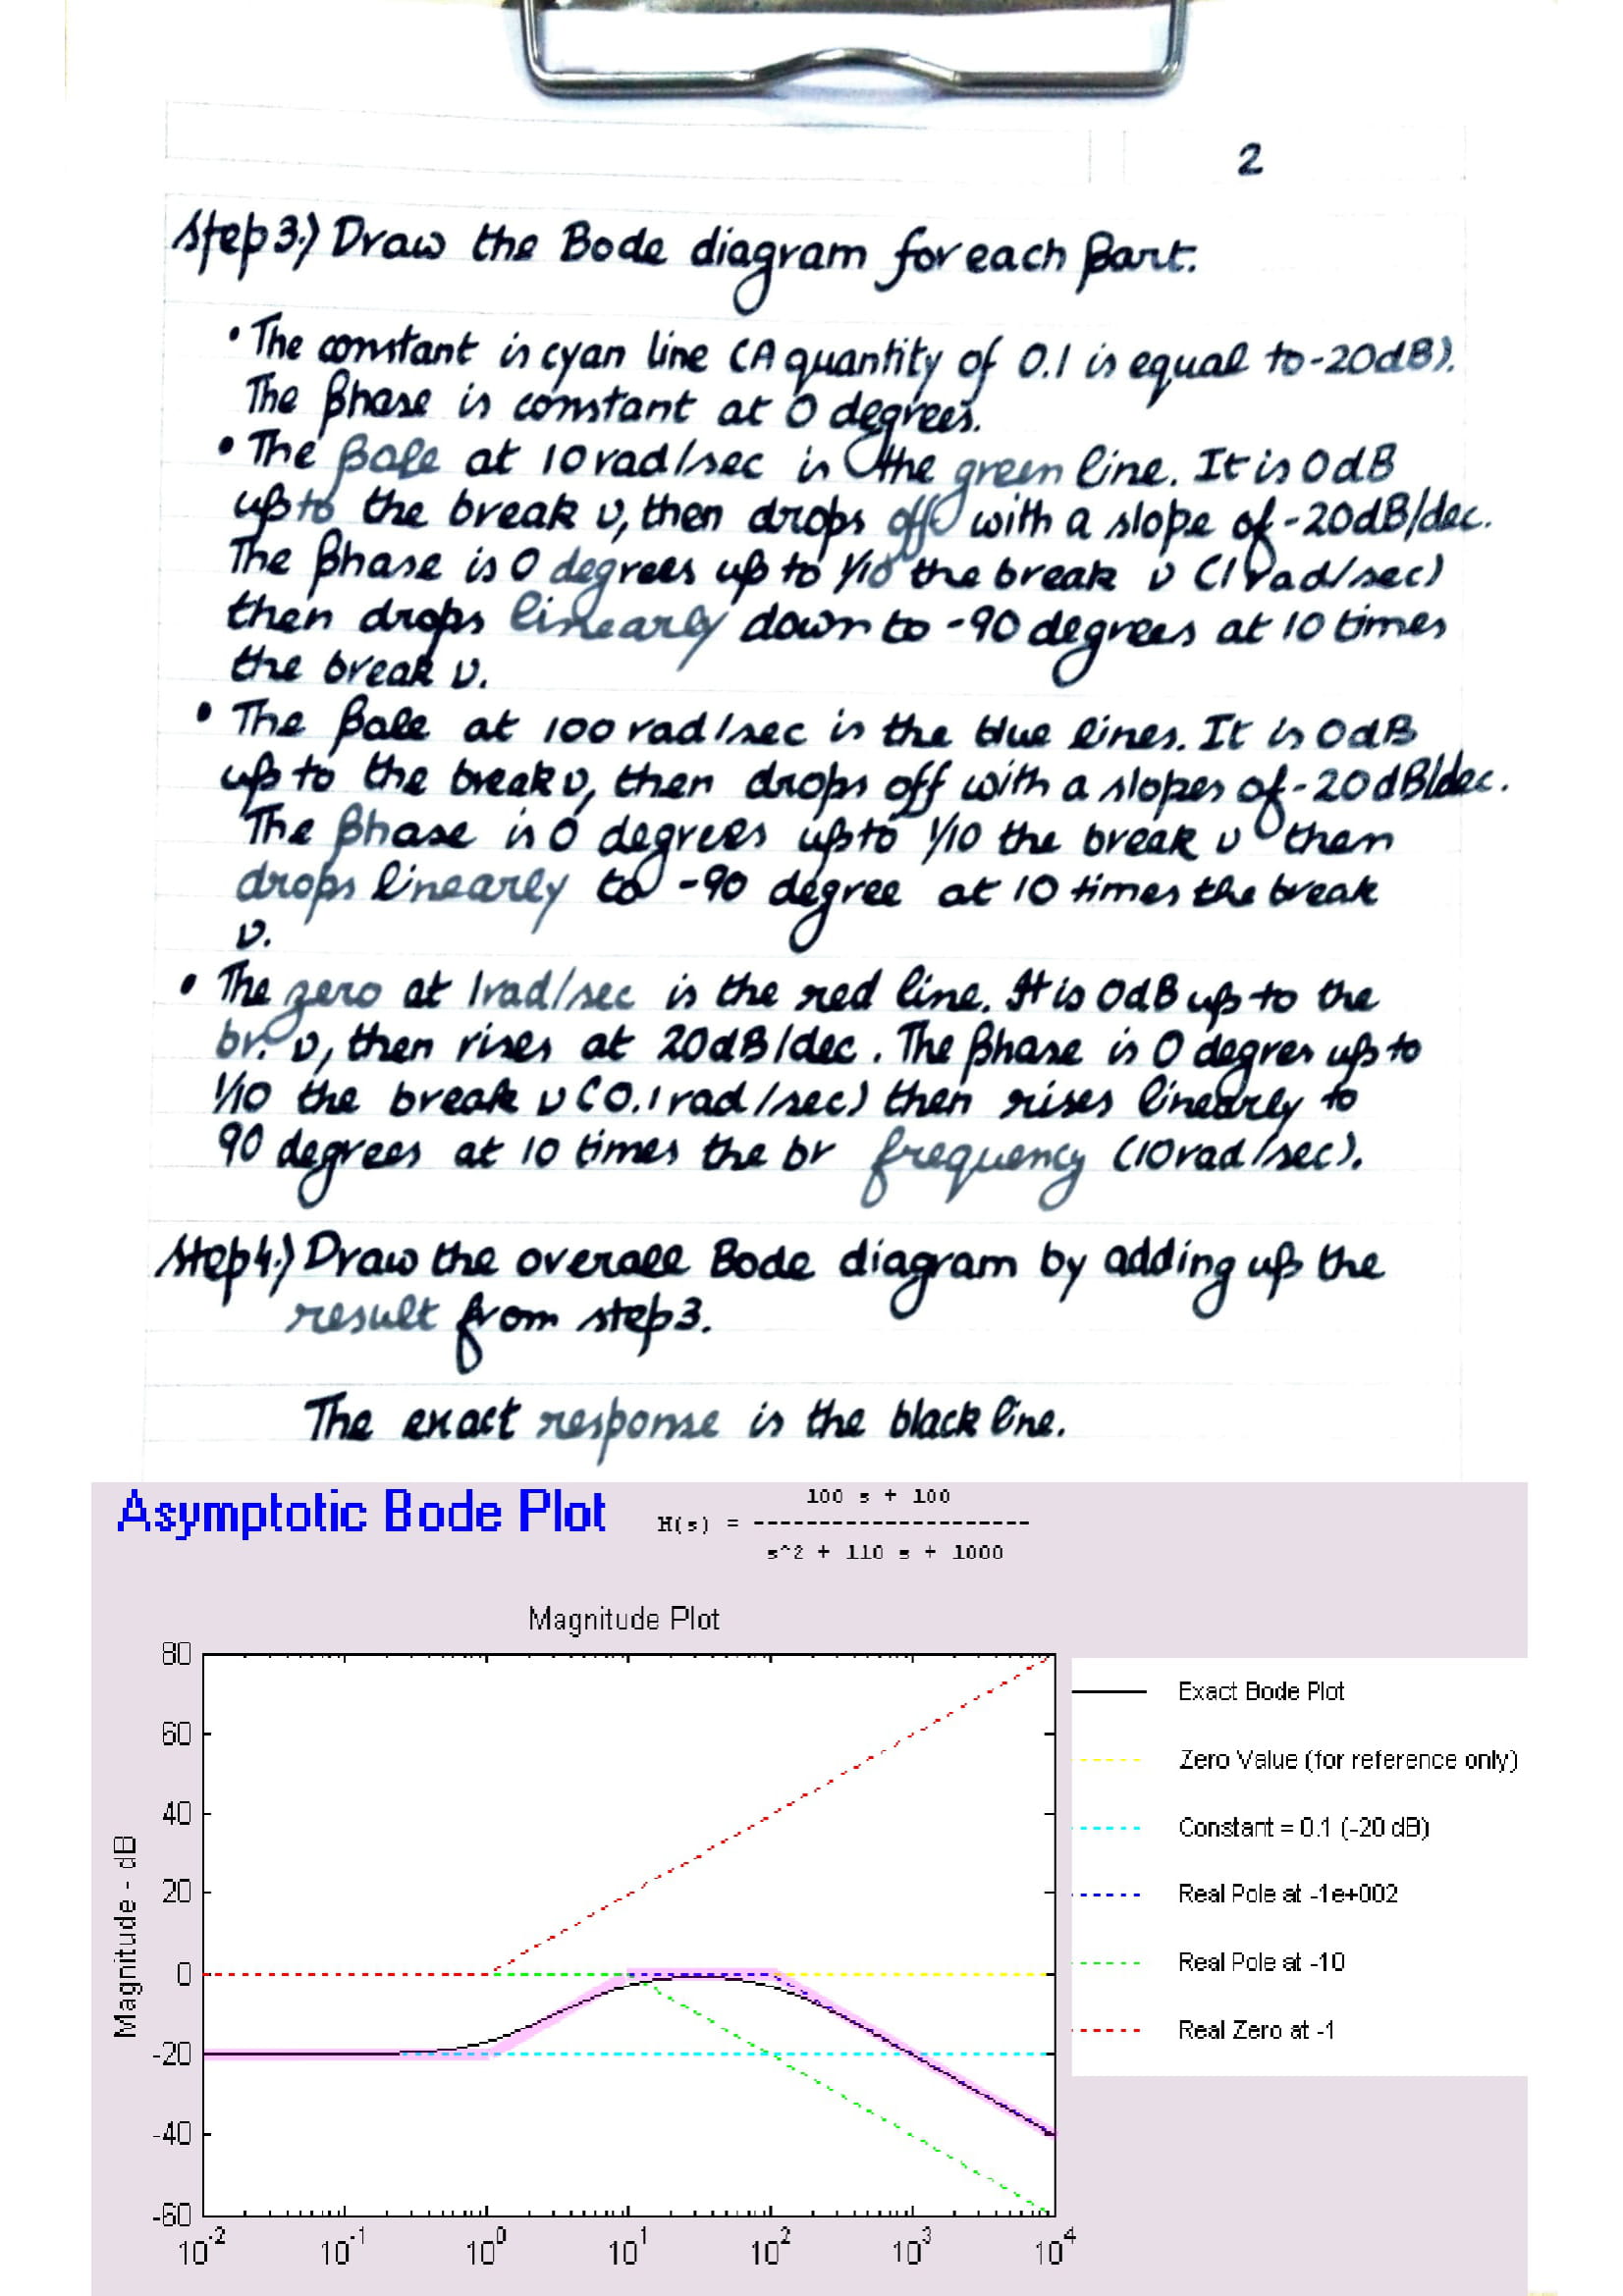 2
Step 3.) Draw the Bode diagram for each part.
• The constant is cyan line (A quantity of 0.1 is equal to -20dB).
The phase is constant at 0 degrees.
• The pole at 10 rad/sec is the green line. It is 0dB
up to the break ν, then drops off with a slope of -20dB/dec.
The phase is 0 degrees up to 1/10 the break ν (1 rad/sec)
then drops linearly down to -90 degrees at 10 times
the break ν.
• The pole at 100 rad/sec is the blue lines. It is 0dB
up to the break ν, then drops off with a slopes of -20dB/dec.
The phase is 0 degrees upto 1/10 the break ν then
drops linearly to -90 degree at 10 times the break
ν.
• The zero at 1rad/sec is the red line. It is 0dB up to the
br. ν, then rises at 20dB/dec. The phase is 0 degres up to
1/10 the break ν (0.1 rad/sec) then rises linearly to
90 degrees at 10 times the br frequency (10rad/sec).
Step 4.) Draw the overall Bode diagram by adding up the
result from step 3.
The exact response is the black line.
Asymptotic Bode Plot
100 s + 100
H(s) = ---------------------
s^2 + 110 s + 1000
Magnitude Plot
Magnitude - dB
80
60
40
20
0
-20
-40
-60
10^-2 10^-1 10^0 10^1 10^2 10^3 10^4
Exact Bode Plot
Zero Value (for reference only)
Constant = 0.1 (-20 dB)
Real Pole at -1e+002
Real Pole at -10
Real Zero at -1